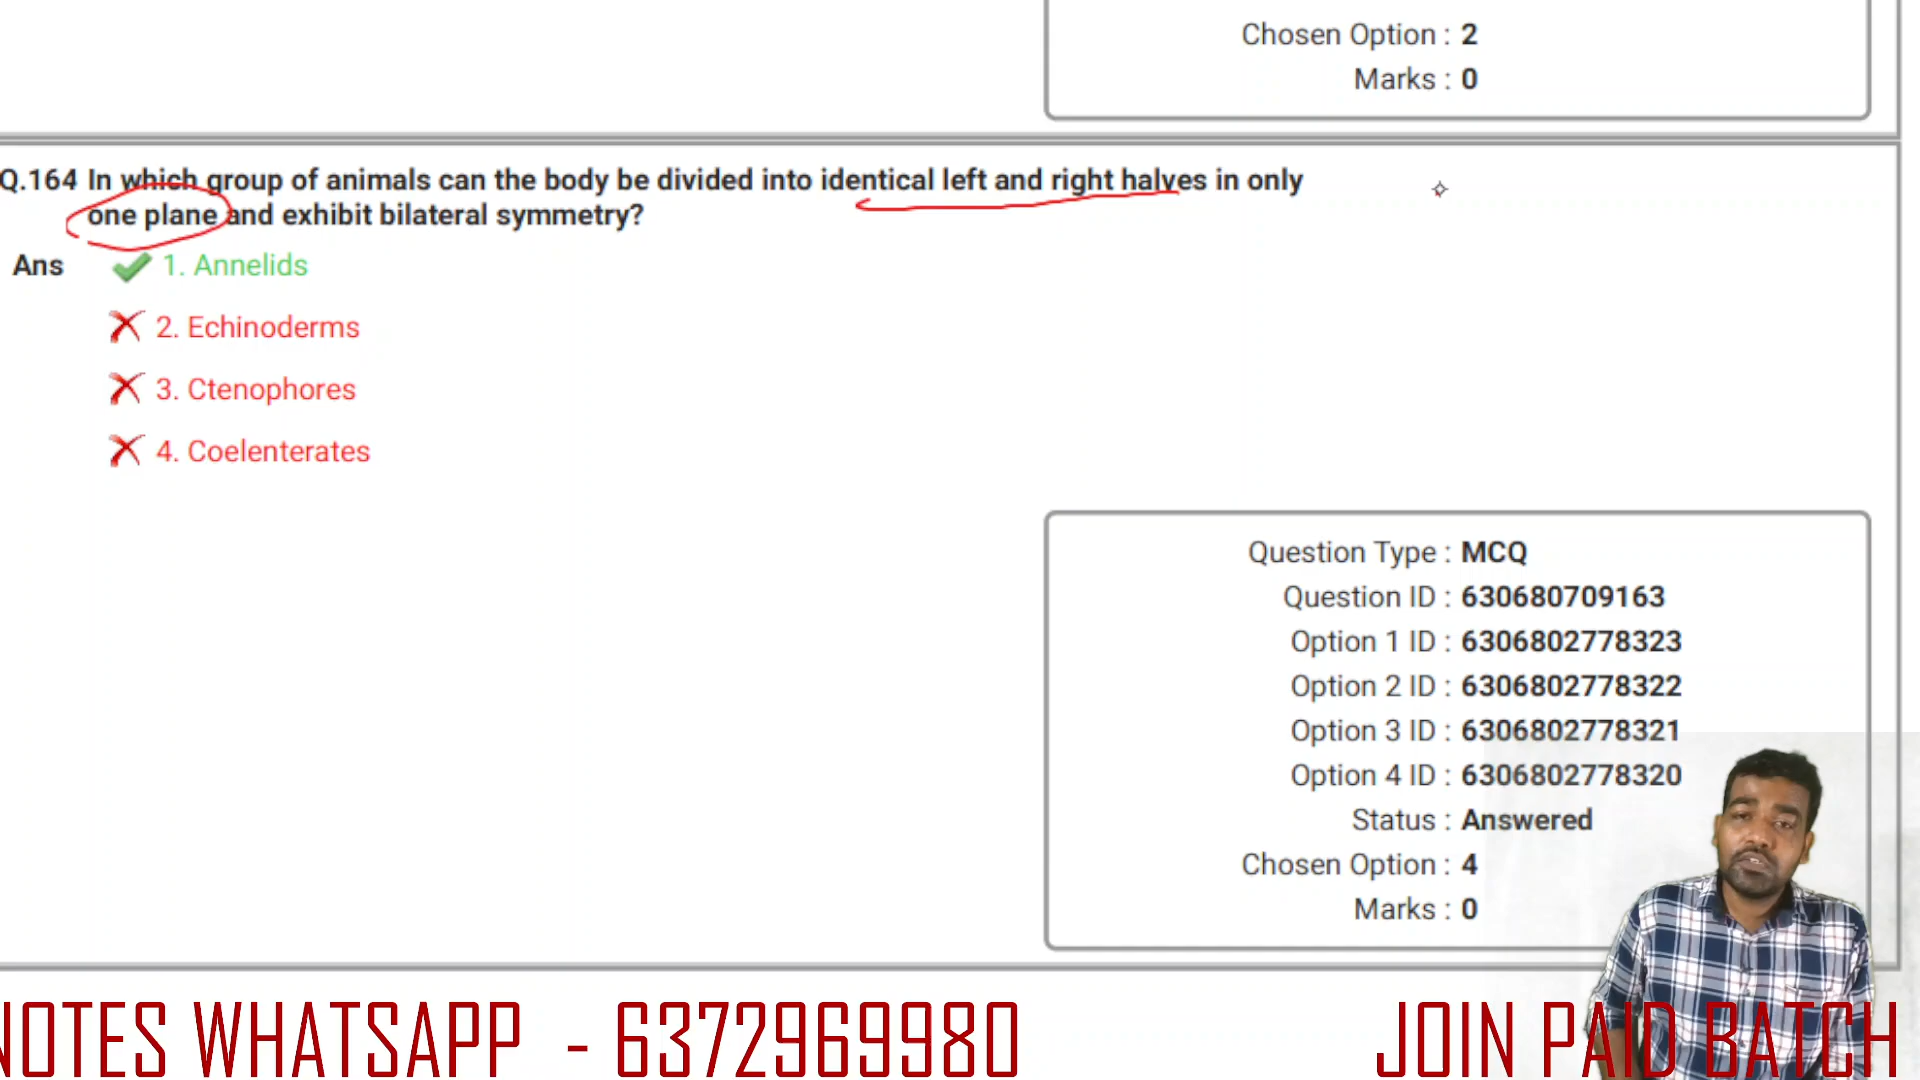 Chosen Option : 2
Marks : 0
Q.164 In which group of animals can the body be divided into identical left and right halves in only
one plane and exhibit bilateral symmetry?
Ans 1. Annelids
2. Echinoderms
3. Ctenophores
4. Coelenterates
Question Type : MCQ
Question ID : 630680709163
Option 1 ID : 6306802778323
Option 2 ID : 6306802778322
Option 3 ID : 6306802778321
Option 4 ID : 6306802778320
Status : Answered
Chosen Option : 4
Marks : 0
NOTES WHATSAPP - 6372969980 JOIN PAID BATCH